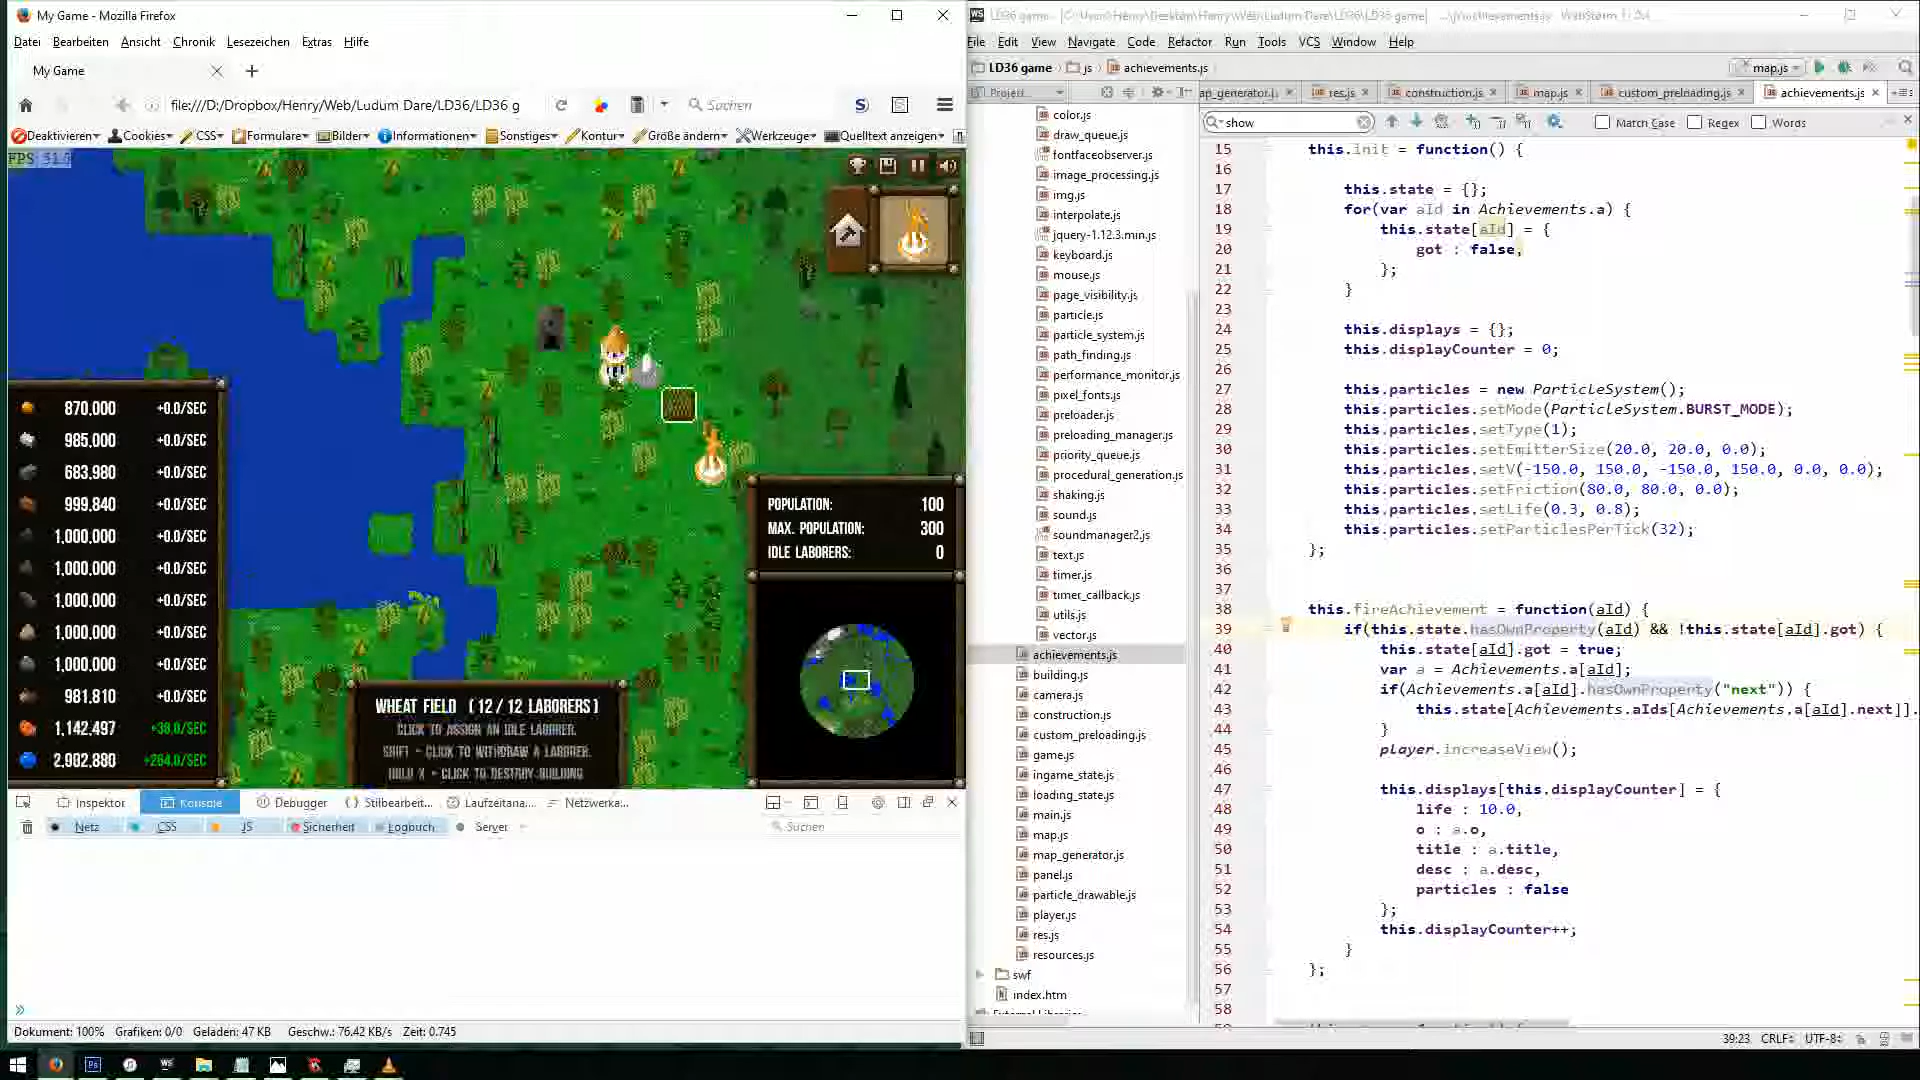 My Game - Mozilla Firefox
Datei Bearbeiten Ansicht Chronik Lesezeichen Extras Hilfe
My Game
file:///D:/Dropbox/Henry/Web/Ludum Dare/LD36/LD36 g
Suchen
Deaktivieren Cookies CSS Formulare Bilder Informationen Sonstiges Kontur Größe ändern Werkzeuge Quelltext anzeigen
FPS 51.5
870,000 +0.0/SEC
985,000 +0.0/SEC
683,980 +0.0/SEC
999,840 +0.0/SEC
1,000,000 +0.0/SEC
1,000,000 +0.0/SEC
1,000,000 +0.0/SEC
1,000,000 +0.0/SEC
1,000,000 +0.0/SEC
981,810 +0.0/SEC
1,142,497 +38.0/SEC
2,902,880 +264.0/SEC
POPULATION: 100
MAX. POPULATION: 300
IDLE LABORERS: 0
WHEAT FIELD ( 12 / 12 LABORERS )
CLICK TO ASSIGN AN IDLE LABORER.
SHIFT - CLICK TO WITHDRAW A LABORER.
HOLD X - CLICK TO DESTROY BUILDING
Inspektor Konsole Debugger Stilbearbeit... Laufzeitana... Netzwerka...
Netz CSS JS Sicherheit Logbuch Server Suchen
»
Dokument: 100% Grafiken: 0/0 Geladen: 47 KB Geschw.: 76.42 KB/s Zeit: 0.745
LD36 game
File Edit View Navigate Code Refactor Run Tools VCS Window Help
LD36 game js achievements.js map.js
Project map_generator.js res.js construction.js map.js custom_preloading.js achievements.js
show Match Case Regex Words
color.js
draw_queue.js
fontfaceobserver.js
image_processing.js
img.js
interpolate.js
jquery-1.12.3.min.js
keyboard.js
mouse.js
page_visibility.js
particle.js
particle_system.js
path_finding.js
performance_monitor.js
pixel_fonts.js
preloader.js
preloading_manager.js
priority_queue.js
procedural_generation.js
shaking.js
sound.js
soundmanager2.js
text.js
timer.js
timer_callback.js
utils.js
vector.js
achievements.js
building.js
camera.js
construction.js
custom_preloading.js
game.js
ingame_state.js
loading_state.js
main.js
map.js
map_generator.js
panel.js
particle_drawable.js
player.js
res.js
resources.js
swf
index.htm
External Libraries
15 this.init = function() {
16
17 this.state = {};
18 for(var aId in Achievements.a) {
19 this.state[aId] = {
20 got : false,
21 };
22 }
23
24 this.displays = {};
25 this.displayCounter = 0;
26
27 this.particles = new ParticleSystem();
28 this.particles.setMode(ParticleSystem.BURST_MODE);
29 this.particles.setType(1);
30 this.particles.setEmitterSize(20.0, 20.0, 0.0);
31 this.particles.setV(-150.0, 150.0, -150.0, 150.0, 0.0, 0.0);
32 this.particles.setFriction(80.0, 80.0, 0.0);
33 this.particles.setLife(0.3, 0.8);
34 this.particles.setParticlesPerTick(32);
35 };
36
37
38 this.fireAchievement = function(aId) {
39 if(this.state.hasOwnProperty(aId) && !this.state[aId].got) {
40 this.state[aId].got = true;
41 var a = Achievements.a[aId];
42 if(Achievements.a[aId].hasOwnProperty("next")) {
43 this.state[Achievements.aIds[Achievements.a[aId].next]].
44 }
45 player.increaseView();
46
47 this.displays[this.displayCounter] = {
48 life : 10.0,
49 o : a.o,
50 title : a.title,
51 desc : a.desc,
52 particles : false
53 };
54 this.displayCounter++;
55 }
56 };
57
58
39:23 CRLF UTF-8